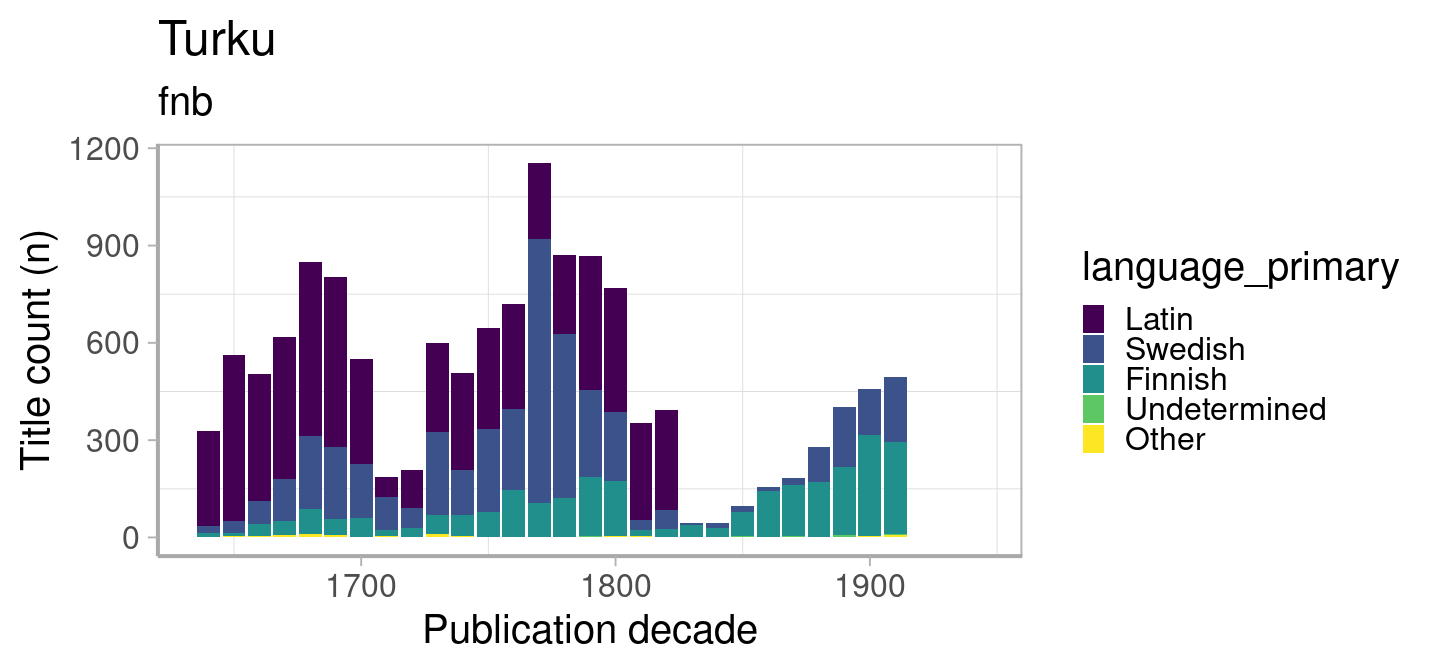 Turku
fnb
1200
900
600
300
0
Title count (n)
1700 1800 1900
Publication decade
language_primary
Latin
Swedish
Finnish
Undetermined
Other